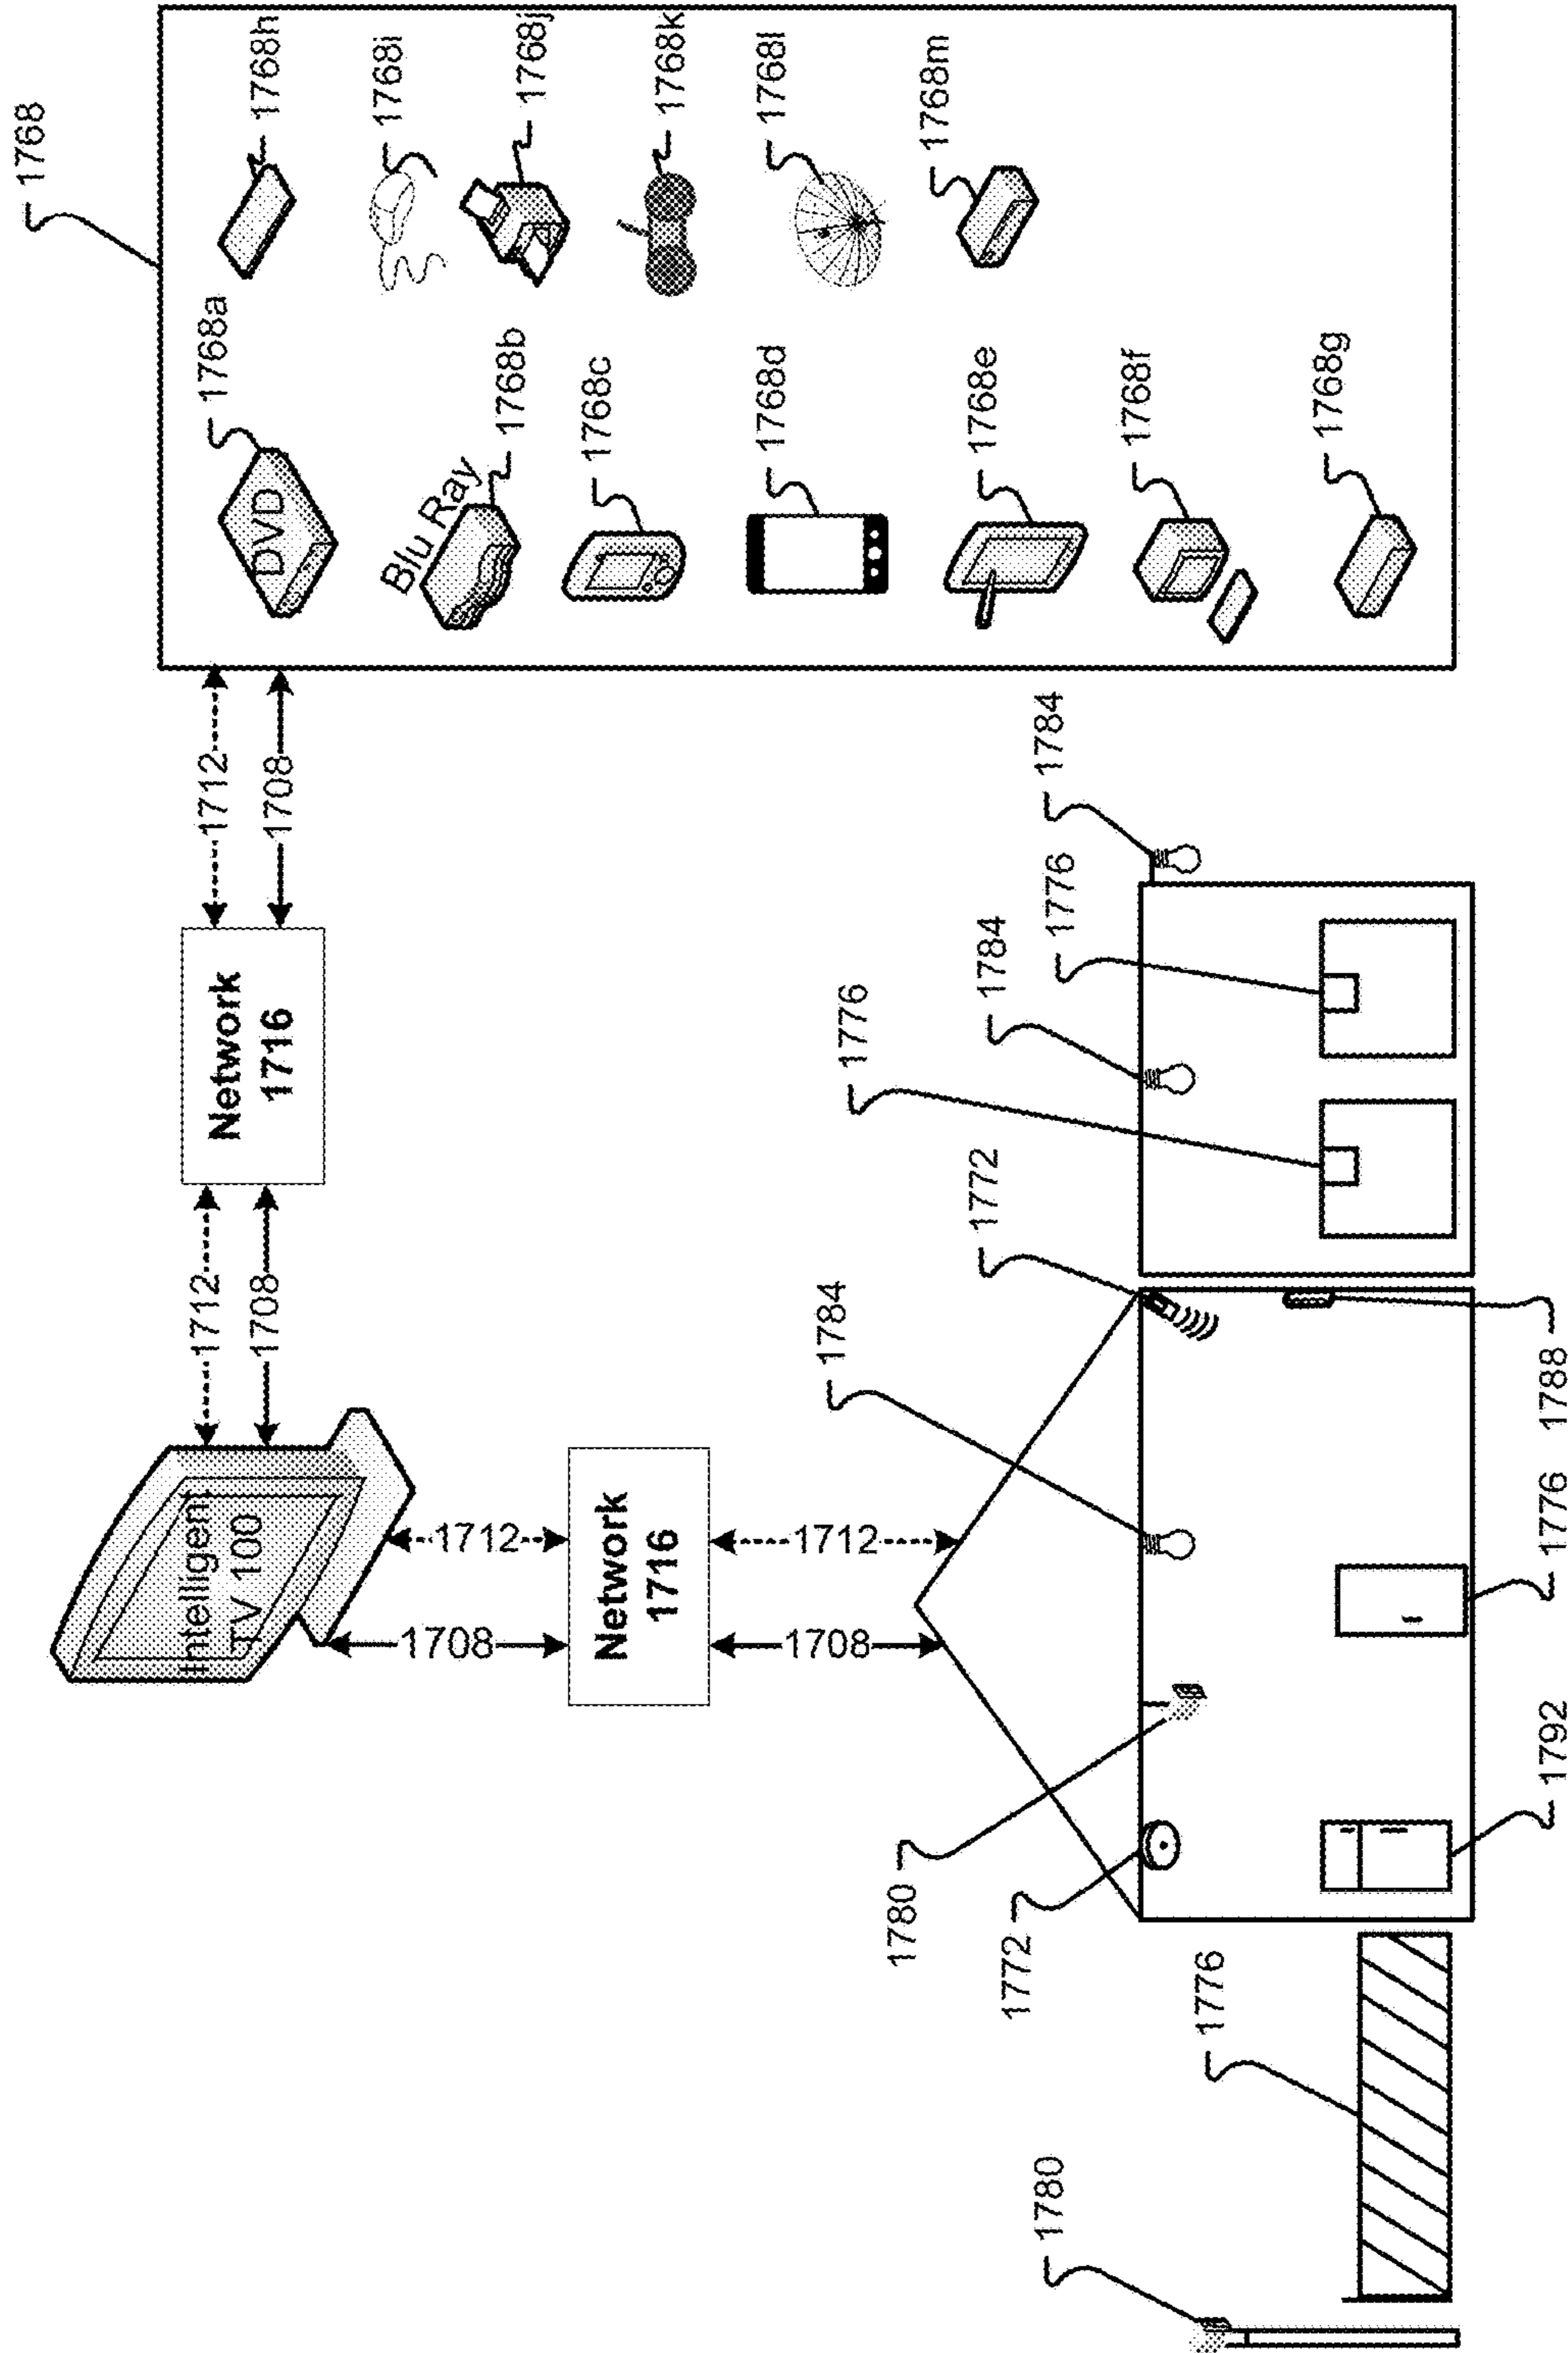 1768
1768a
1768h
DVD
1768i
Blu Ray
1768b
1768j
1768c
1768k
1768d
1768l
1768e
1768m
1768f
1768g
1712
1708
Network
1716
1712
1708
Intelligent
TV 100
1708
1712
Network
1716
1708
1712
1784
1772
1776
1784
1776
1784
1780
1772
1776
1780
1792
1776
1788